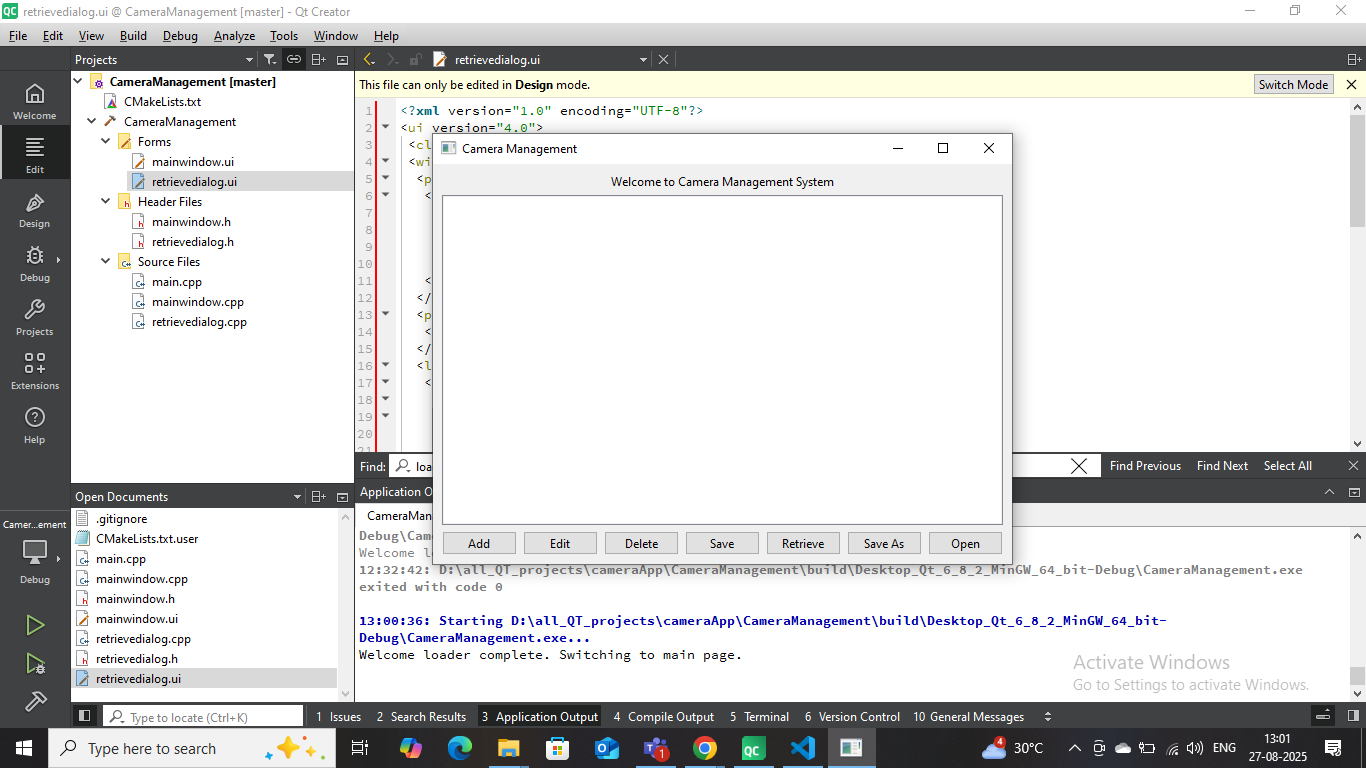 QC retrievedialog.ui @ CameraManagement [master] - Qt Creator
File Edit View Build Debug Analyze Tools Window Help
Projects
retrievedialog.ui
This file can only be edited in Design mode.
Switch Mode
Welcome
Edit
Design
Debug
Projects
Extensions
Help
Camer...ement
Debug
CameraManagement [master]
CMakeLists.txt
CameraManagement
Forms
mainwindow.ui
retrievedialog.ui
Header Files
mainwindow.h
retrievedialog.h
Source Files
main.cpp
mainwindow.cpp
retrievedialog.cpp
Open Documents
.gitignore
CMakeLists.txt.user
main.cpp
mainwindow.cpp
mainwindow.h
mainwindow.ui
retrievedialog.cpp
retrievedialog.h
retrievedialog.ui
1 <?xml version="1.0" encoding="UTF-8"?>
2 <ui version="4.0">
3 <cl
4 <wi
5 <p
6 <
7
8
9
10
11 <
12 </
13 <p
14 <
15 </
16 <l
17 <
18
19
20
21
Camera Management
Welcome to Camera Management System
Add Edit Delete Save Retrieve Save As Open
Find: loa
Find Previous Find Next Select All
Application O
CameraMan
Debug\Cam
Welcome l
12:32:42: D:\all_QT_projects\cameraApp\CameraManagement\build\Desktop_Qt_6_8_2_MinGW_64_bit-Debug\CameraManagement.exe
exited with code 0
13:00:36: Starting D:\all_QT_projects\cameraApp\CameraManagement\build\Desktop_Qt_6_8_2_MinGW_64_bit-
Debug\CameraManagement.exe...
Welcome loader complete. Switching to main page.
Activate Windows
Go to Settings to activate Windows.
Type to locate (Ctrl+K)
1 Issues 2 Search Results 3 Application Output 4 Compile Output 5 Terminal 6 Version Control 10 General Messages
Type here to search
1
QC
4
30°C
ENG
13:01
27-08-2025